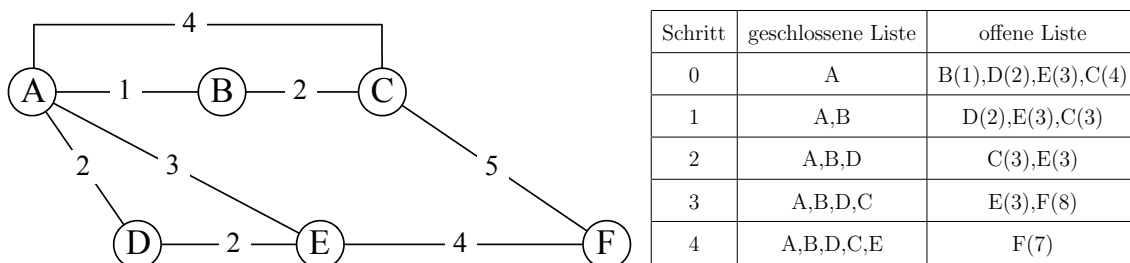 4
A 1 B 2 C
2 3 5
D 2 E 4 F
Schritt geschlossene Liste offene Liste
0 A B(1),D(2),E(3),C(4)
1 A,B D(2),E(3),C(3)
2 A,B,D C(3),E(3)
3 A,B,D,C E(3),F(8)
4 A,B,D,C,E F(7)